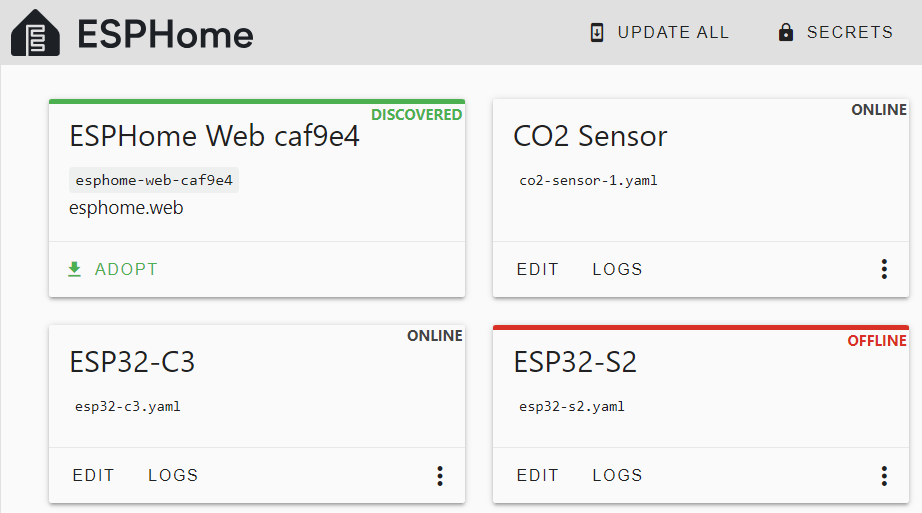 ESPHome
UPDATE ALL
SECRETS
DISCOVERED
ESPHome Web caf9e4
esphome-web-caf9e4
esphome.web
ADOPT
ONLINE
CO2 Sensor
co2-sensor-1.yaml
EDIT LOGS
ONLINE
ESP32-C3
esp32-c3.yaml
EDIT LOGS
OFFLINE
ESP32-S2
esp32-s2.yaml
EDIT LOGS